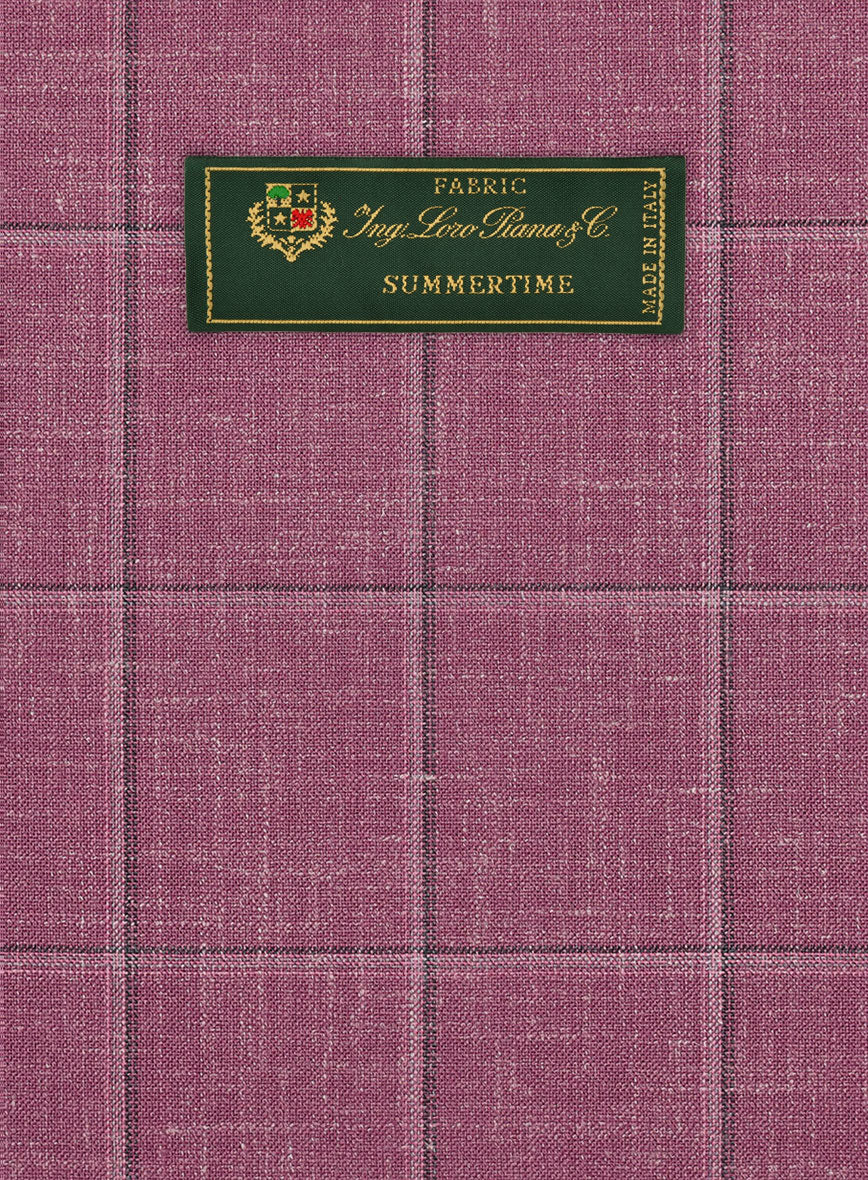 FABRIC
Ing. Loro Piana & C.
SUMMERTIME
MADE IN ITALY